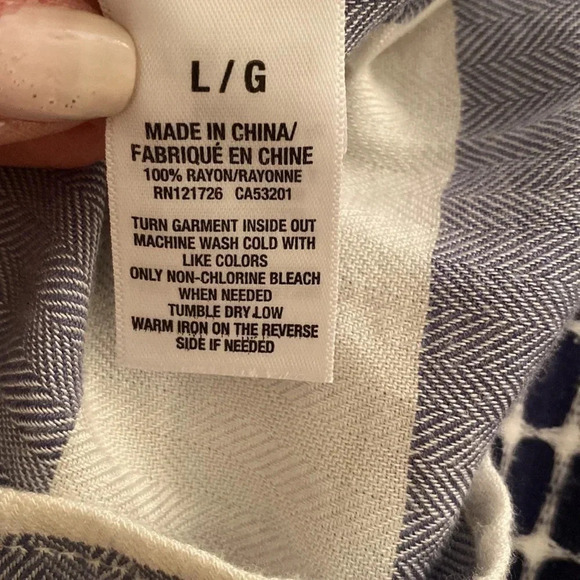 L/G
MADE IN CHINA/
FABRIQUÉ EN CHINE
100% RAYON/RAYONNE
RN121726 CA53201
TURN GARMENT INSIDE OUT
MACHINE WASH COLD WITH
LIKE COLORS
ONLY NON-CHLORINE BLEACH
WHEN NEEDED
TUMBLE DRY LOW
WARM IRON ON THE REVERSE
SIDE IF NEEDED